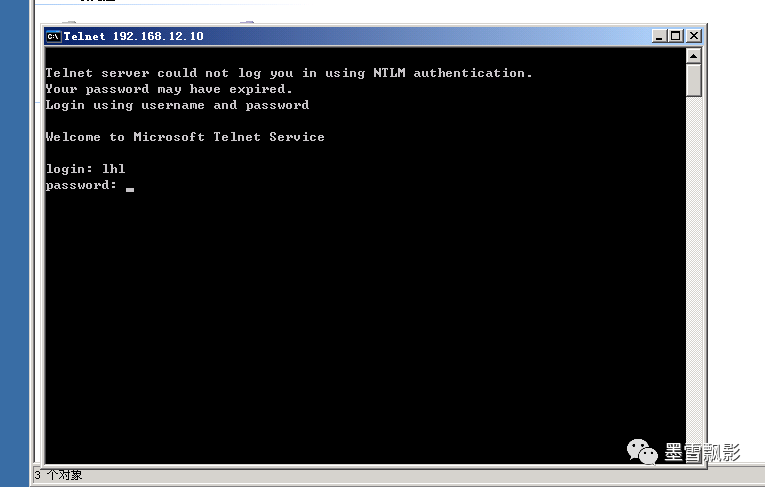 Telnet 192.168.12.10
Telnet server could not log you in using NTLM authentication.
Your password may have expired.
Login using username and password
Welcome to Microsoft Telnet Service
login: lhl
password:
墨雪飘影
3 个对象